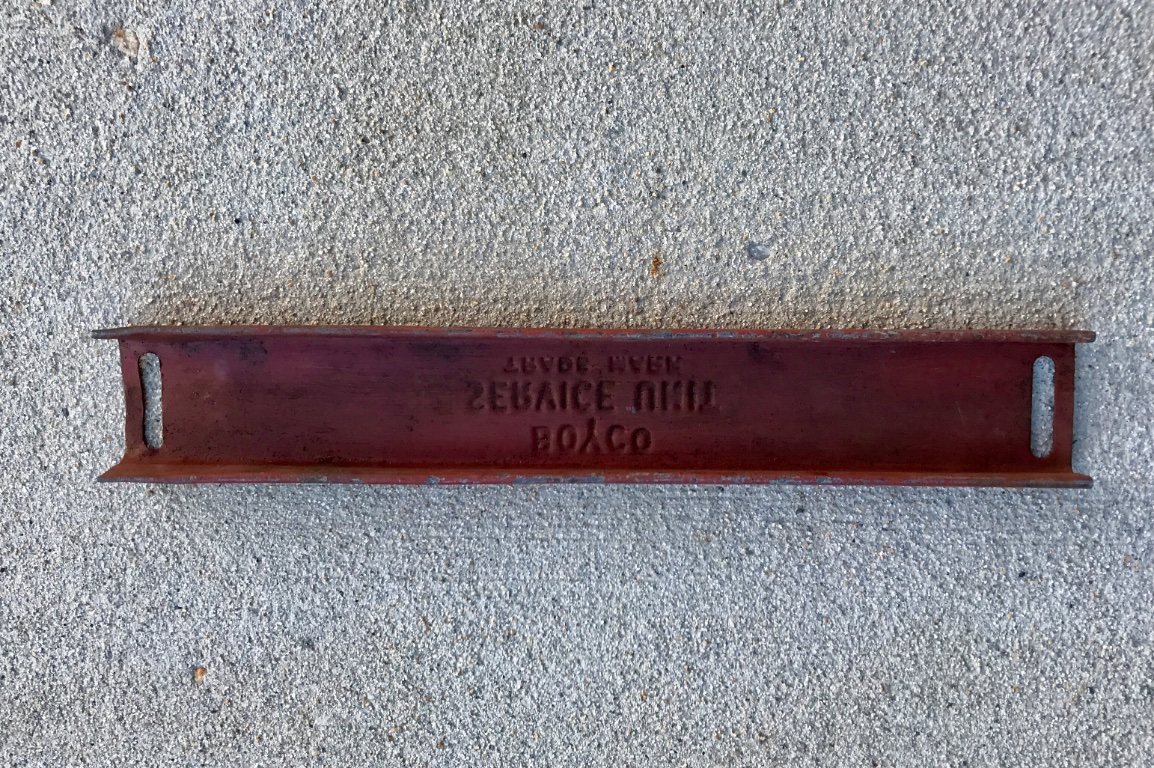 BOYCO
SERVICE UNIT
TRADE MARK